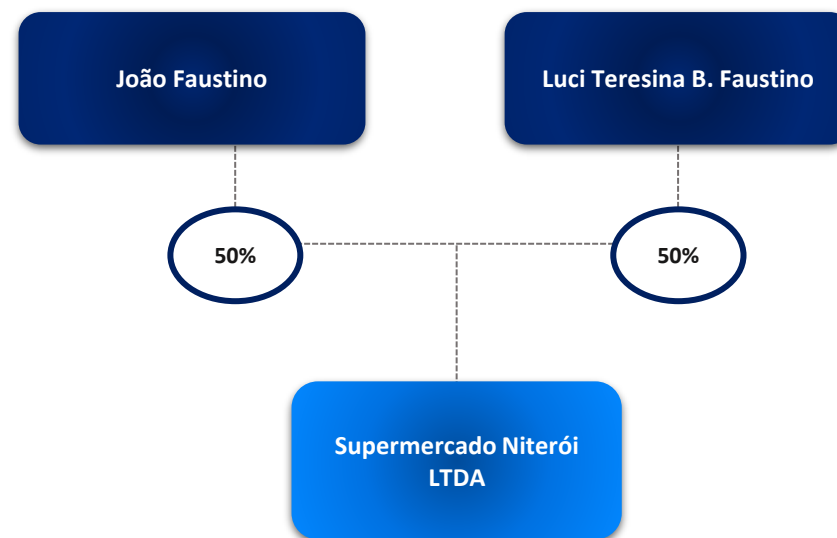 João Faustino
Luci Teresina B. Faustino
50%
50%
Supermercado Niterói
LTDA